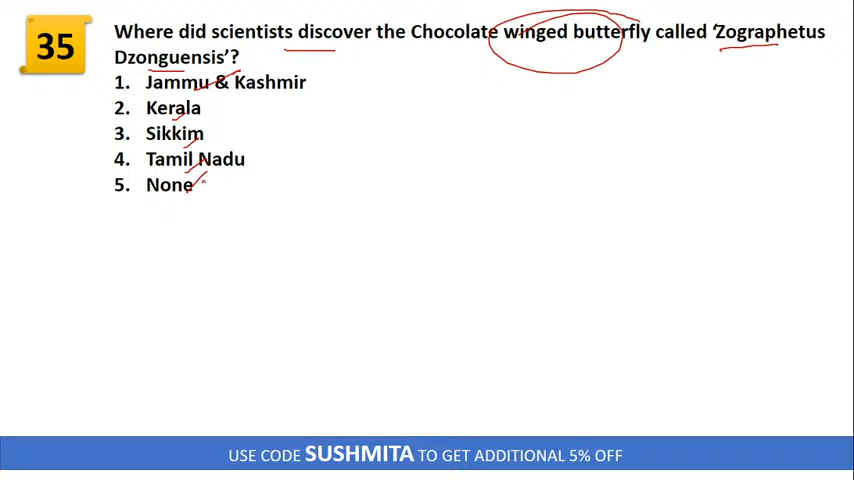 35
Where did scientists discover the Chocolate winged butterfly called ‘Zographetus
Dzonguensis’?
1. Jammu & Kashmir
2. Kerala
3. Sikkim
4. Tamil Nadu
5. None
USE CODE SUSHMITA TO GET ADDITIONAL 5% OFF